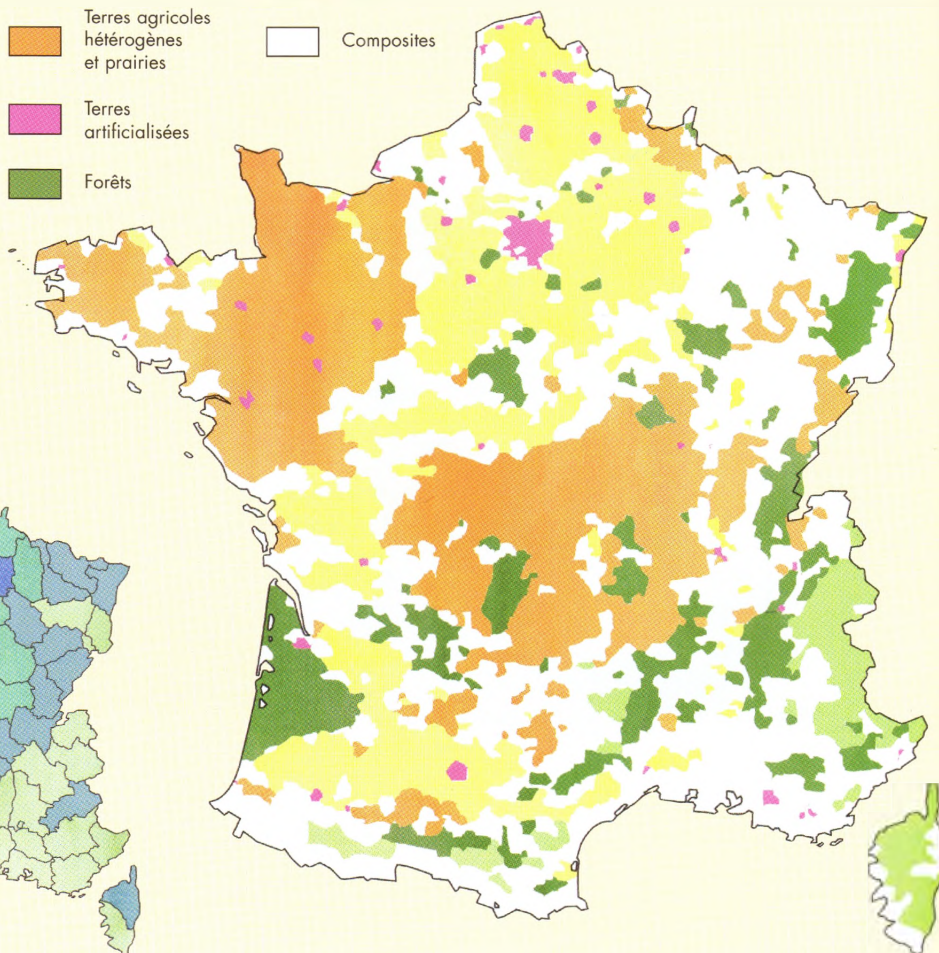 Terres agricoles
hétérogènes
et prairies
Composites
Terres
artificialisées
Forêts